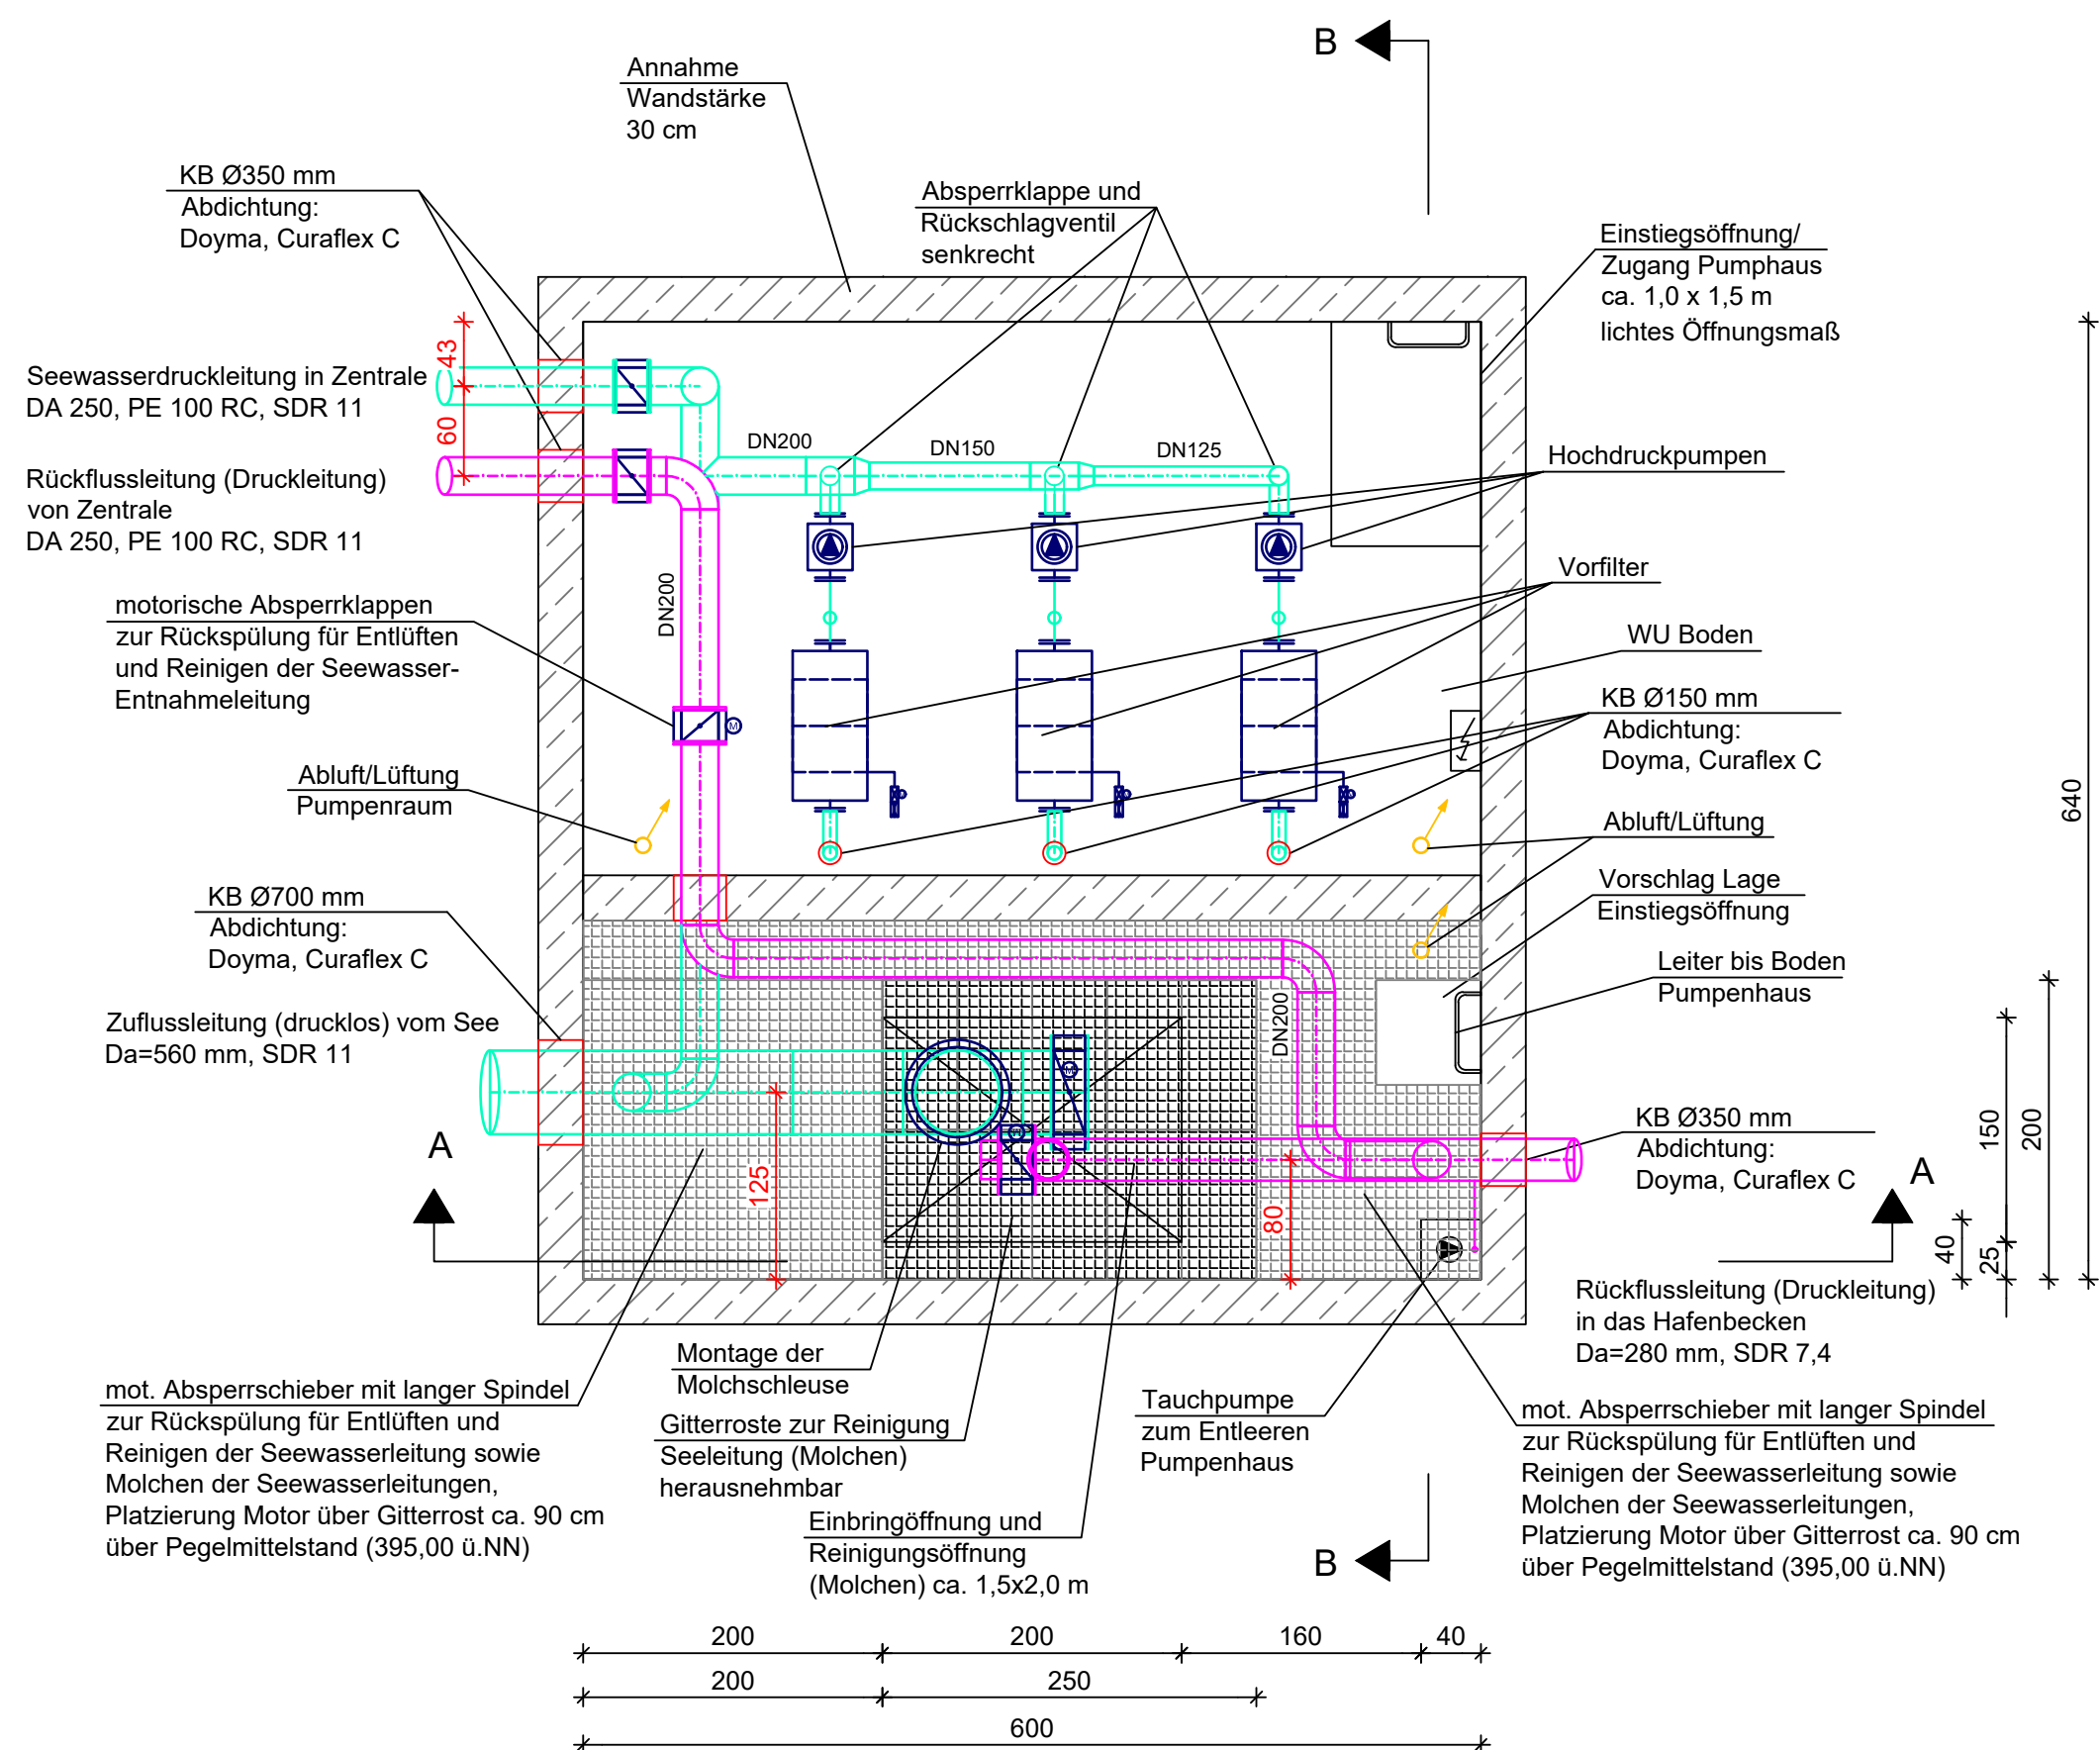 B
Annahme
Wandstärke
30 cm
KB Ø350 mm
Abdichtung:
Doyma, Curaflex C
Absperrklappe und
Rückschlagventil
senkrecht
Einstiegsöffnung/
Zugang Pumphaus
ca. 1,0 x 1,5 m
lichtes Öffnungsmaß
43
60
Seewasserdruckleitung in Zentrale
DA 250, PE 100 RC, SDR 11
DN200
DN150
DN125
Hochdruckpumpen
Rückflussleitung (Druckleitung)
von Zentrale
DA 250, PE 100 RC, SDR 11
DN200
Vorfilter
motorische Absperrklappen
zur Rückspülung für Entlüften
und Reinigen der Seewasser-
Entnahmeleitung
M
WU Boden
KB Ø150 mm
Abdichtung:
Doyma, Curaflex C
Abluft/Lüftung
Pumpenraum
640
Abluft/Lüftung
KB Ø700 mm
Abdichtung:
Doyma, Curaflex C
Vorschlag Lage
Einstiegsöffnung
Leiter bis Boden
Pumpenhaus
Zuflussleitung (drucklos) vom See
Da=560 mm, SDR 11
DN200
M
M
KB Ø350 mm
Abdichtung:
Doyma, Curaflex C
150
200
A
A
125
80
40
25
Rückflussleitung (Druckleitung)
in das Hafenbecken
Da=280 mm, SDR 7,4
Montage der
Molchschleuse
mot. Absperrschieber mit langer Spindel
zur Rückspülung für Entlüften und
Reinigen der Seewasserleitung sowie
Molchen der Seewasserleitungen,
Platzierung Motor über Gitterrost ca. 90 cm
über Pegelmittelstand (395,00 ü.NN)
Gitterroste zur Reinigung
Seeleitung (Molchen)
herausnehmbar
Tauchpumpe
zum Entleeren
Pumpenhaus
mot. Absperrschieber mit langer Spindel
zur Rückspülung für Entlüften und
Reinigen der Seewasserleitung sowie
Molchen der Seewasserleitungen,
Platzierung Motor über Gitterrost ca. 90 cm
über Pegelmittelstand (395,00 ü.NN)
Einbringöffnung und
Reinigungsöffnung
(Molchen) ca. 1,5x2,0 m
B
200 200 160 40
200 250
600